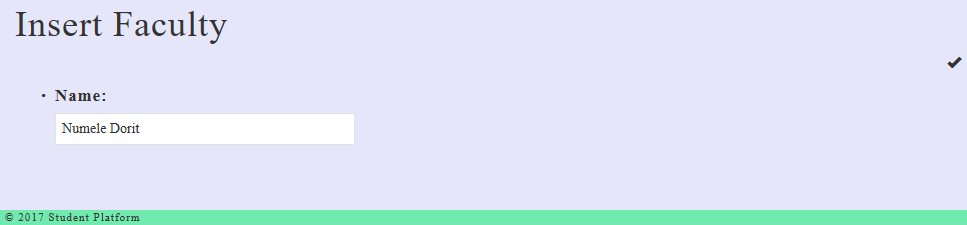 Insert Faculty
Name:
Numele Dorit
© 2017 Student Platform